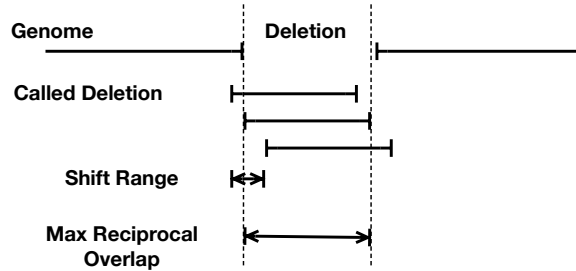 Genome
Deletion
Called Deletion
Shift Range
Max Reciprocal
Overlap